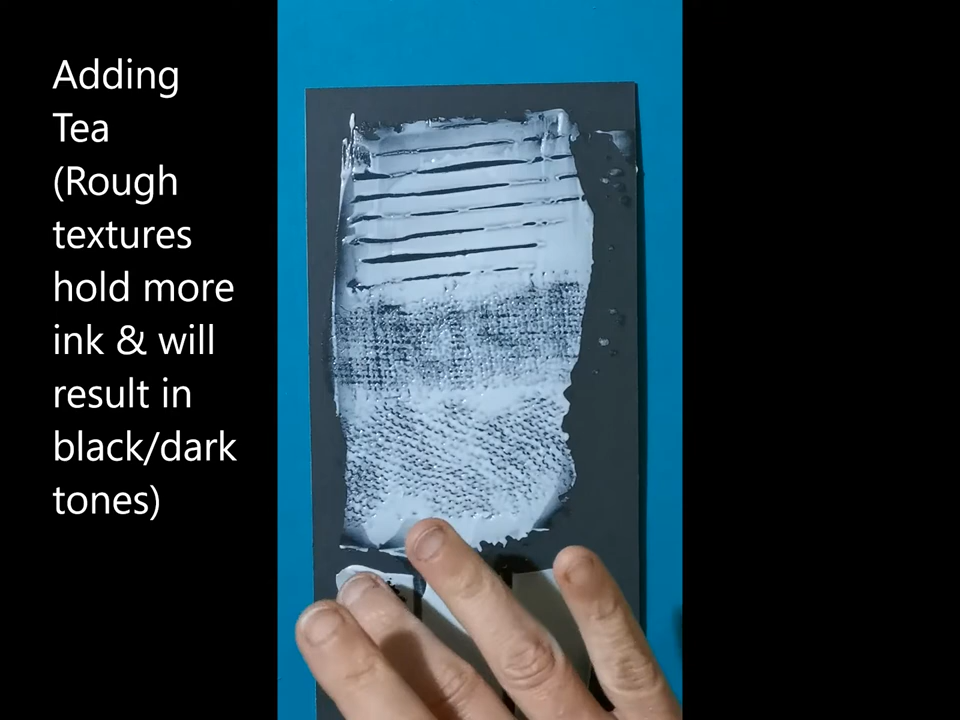 Adding
Tea
(Rough
textures
hold more
ink & will
result in
black/dark
tones)